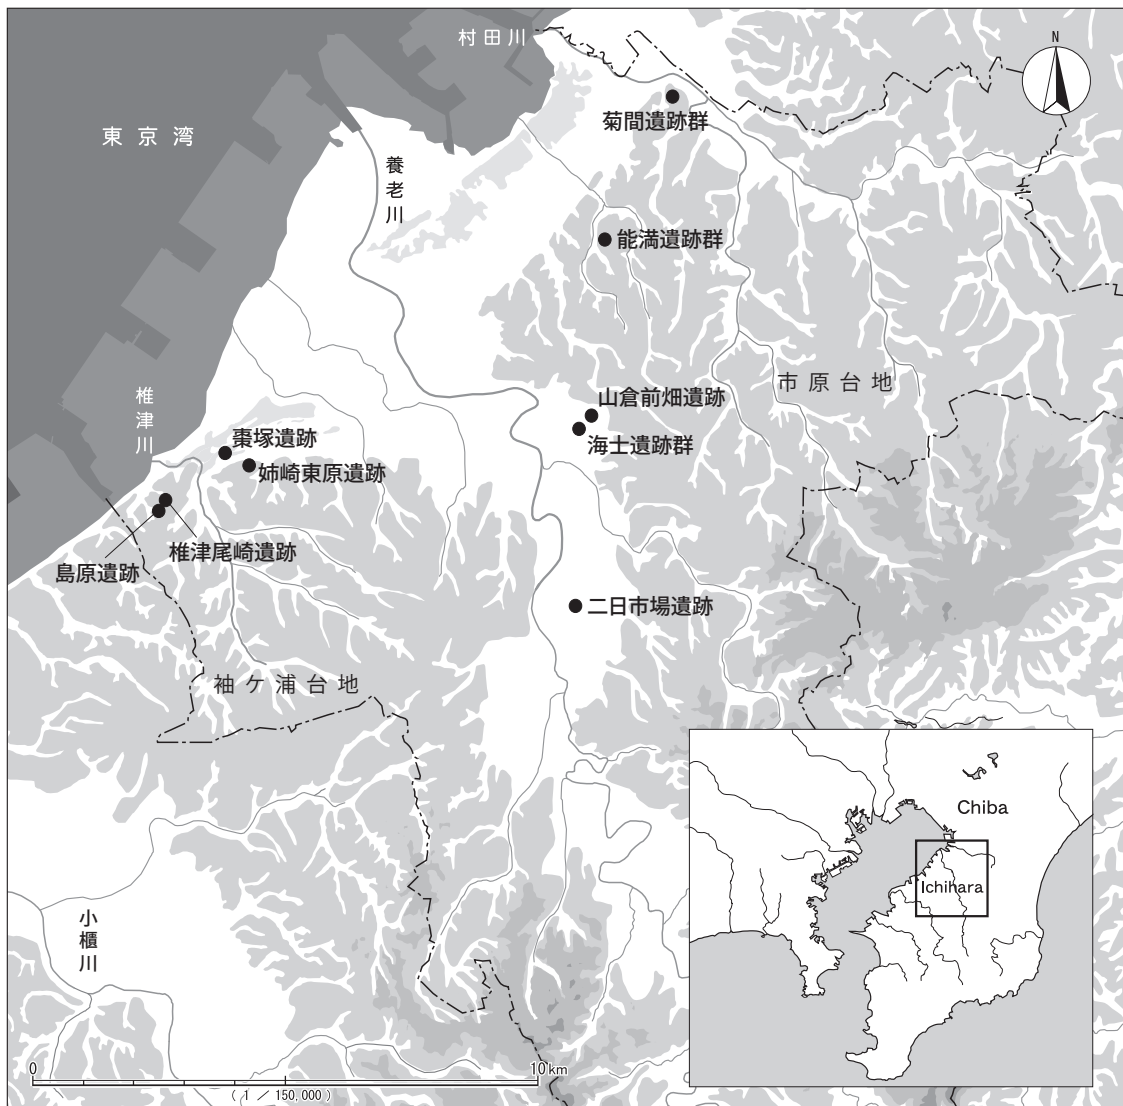 村田川
N
東京湾
菊間遺跡群
養老川
能満遺跡群
市原台地
山倉前畑遺跡
椎津川
海士遺跡群
棗塚遺跡
姉崎東原遺跡
椎津尾崎遺跡
島原遺跡
二日市場遺跡
袖ケ浦台地
Chiba
Ichihara
小櫃川
0
10km
(1/150,000)